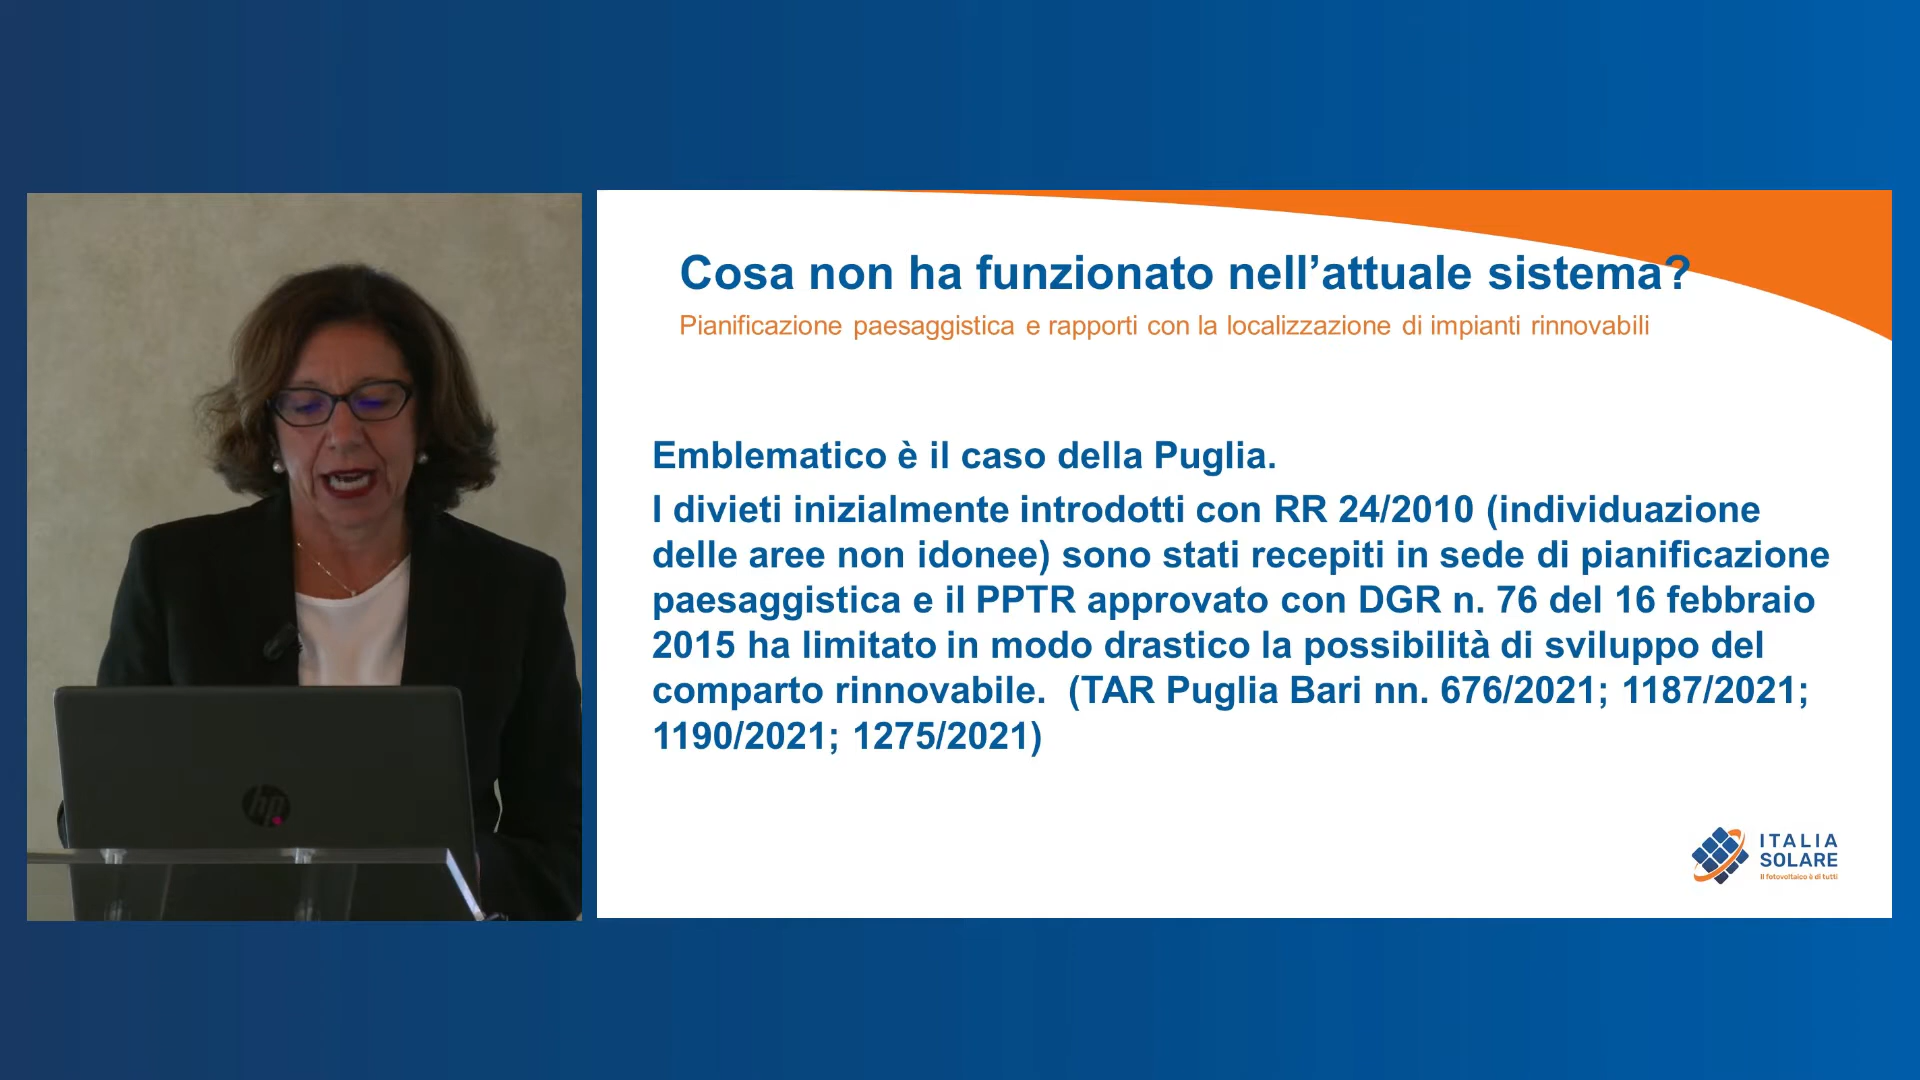 Cosa non ha funzionato nell’attuale sistema?
Pianificazione paesaggistica e rapporti con la localizzazione di impianti rinnovabili
Emblematico è il caso della Puglia.
I divieti inizialmente introdotti con RR 24/2010 (individuazione
delle aree non idonee) sono stati recepiti in sede di pianificazione
paesaggistica e il PPTR approvato con DGR n. 76 del 16 febbraio
2015 ha limitato in modo drastico la possibilità di sviluppo del
comparto rinnovabile.  (TAR Puglia Bari nn. 676/2021; 1187/2021;
1190/2021; 1275/2021)
hp
ITALIA
SOLARE
Il fotovoltaico è di tutti